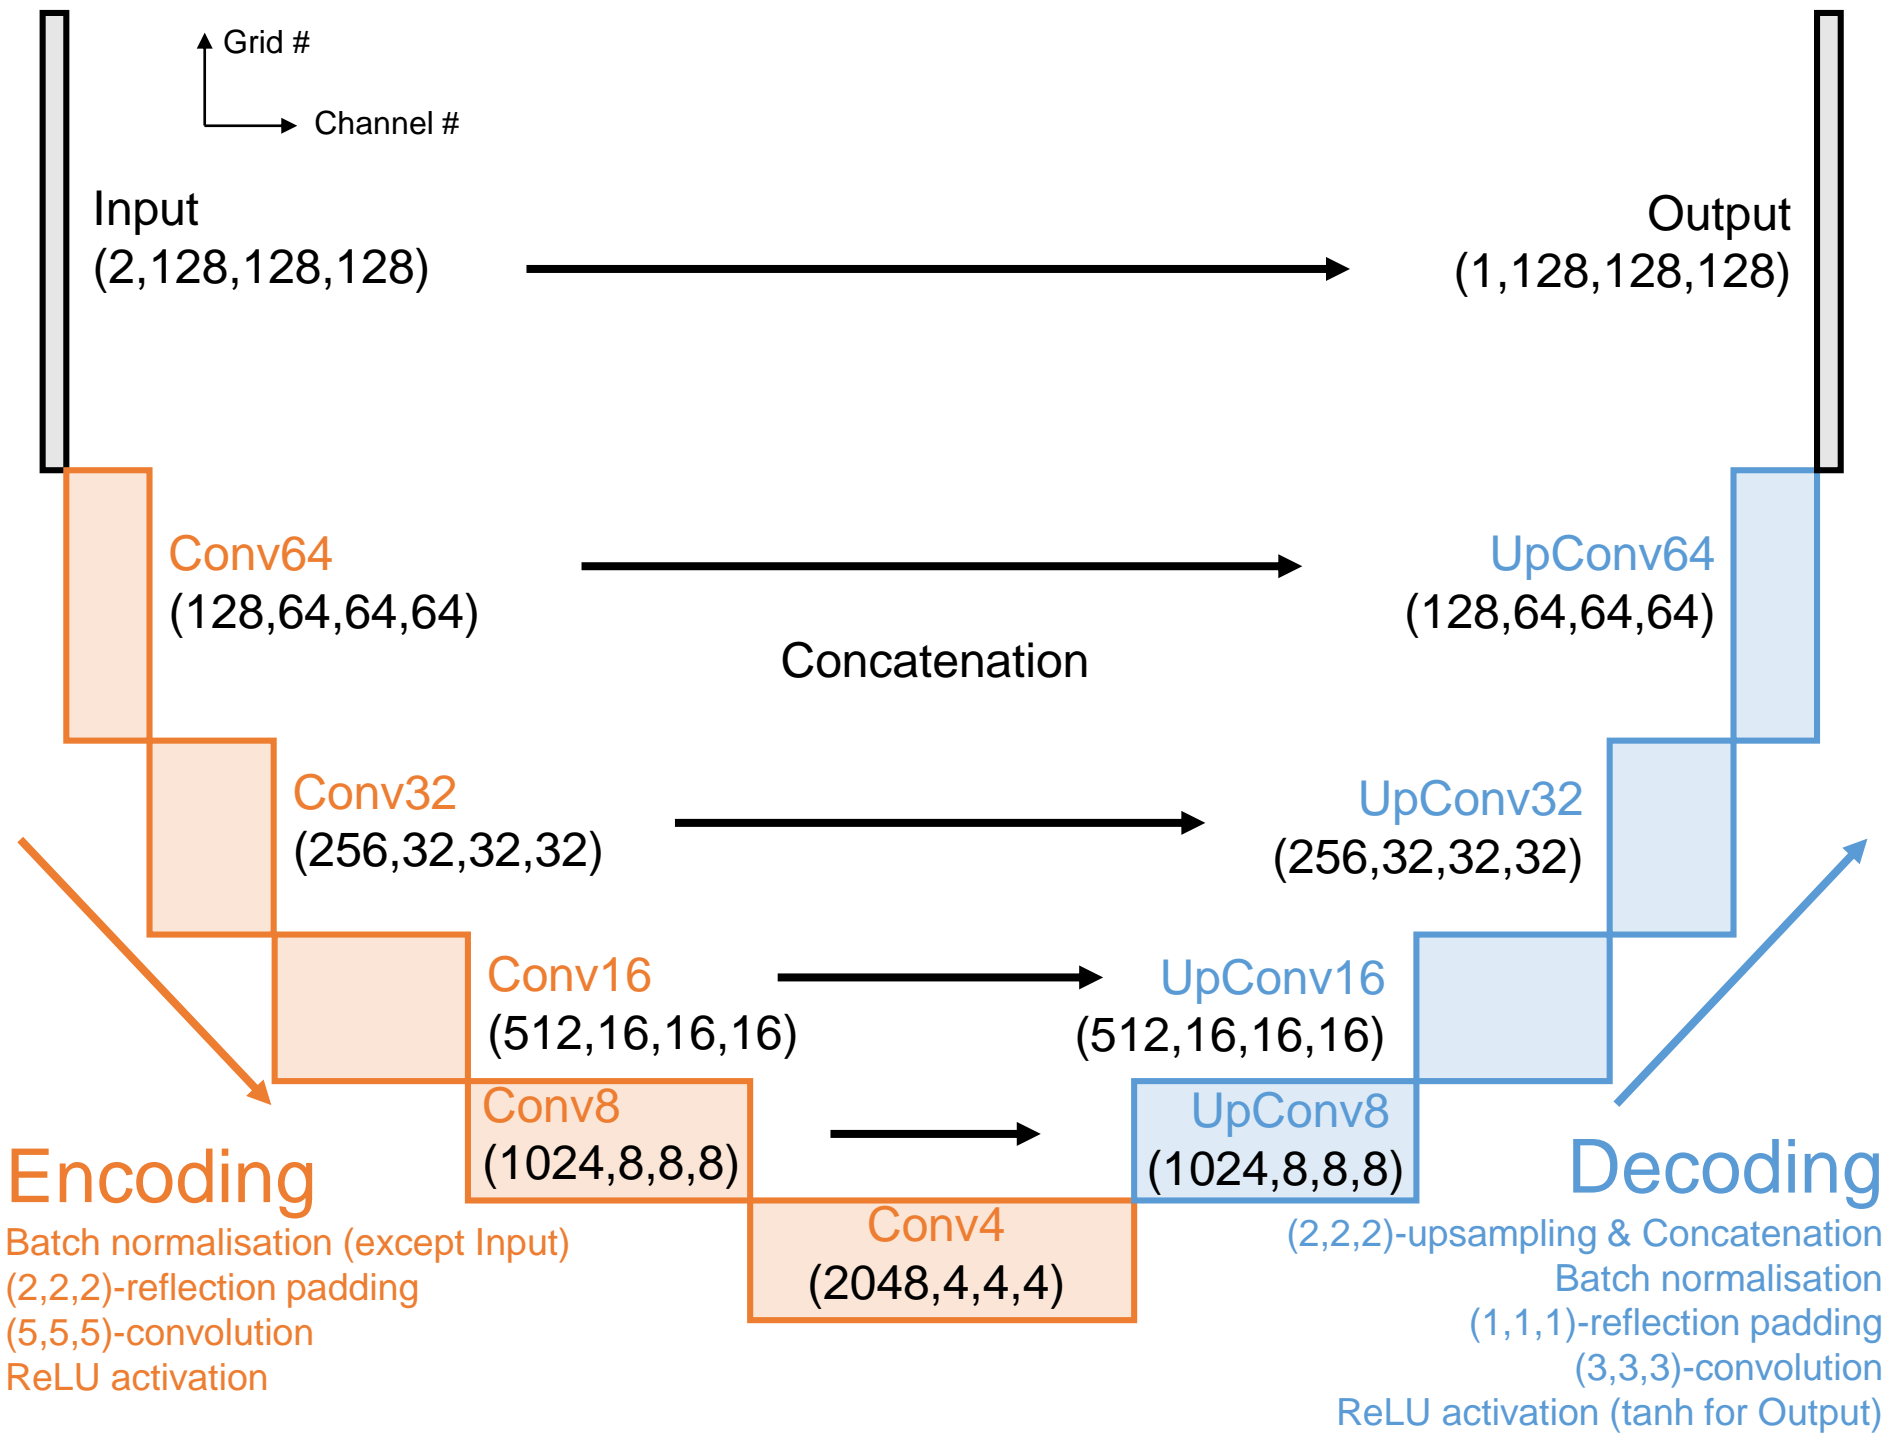 Grid #
Channel #
Input
(2,128,128,128)
Output
(1,128,128,128)
Conv64
(128,64,64,64)
UpConv64
(128,64,64,64)
Concatenation
Conv32
(256,32,32,32)
UpConv32
(256,32,32,32)
Conv16
(512,16,16,16)
UpConv16
(512,16,16,16)
Conv8
(1024,8,8,8)
UpConv8
(1024,8,8,8)
Conv4
(2048,4,4,4)
Encoding
Batch normalisation (except Input)
(2,2,2)-reflection padding
(5,5,5)-convolution
ReLU activation
Decoding
(2,2,2)-upsampling & Concatenation
Batch normalisation
(1,1,1)-reflection padding
(3,3,3)-convolution
ReLU activation (tanh for Output)